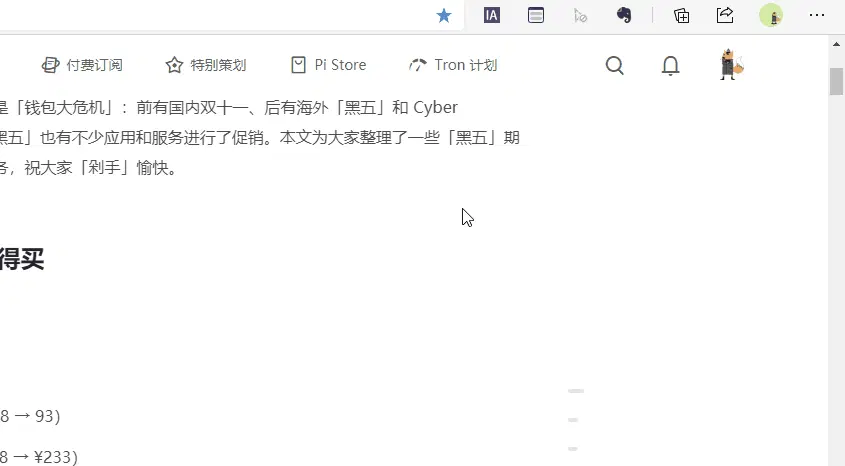 IA
付费订阅 特别策划 Pi Store Tron 计划
是「钱包大危机」：前有国内双十一、后有海外「黑五」和 Cyber
黑五」也有不少应用和服务进行了促销。本文为大家整理了一些「黑五」期
务，祝大家「剁手」愉快。
得买
8 → 93)
8 → ¥233)